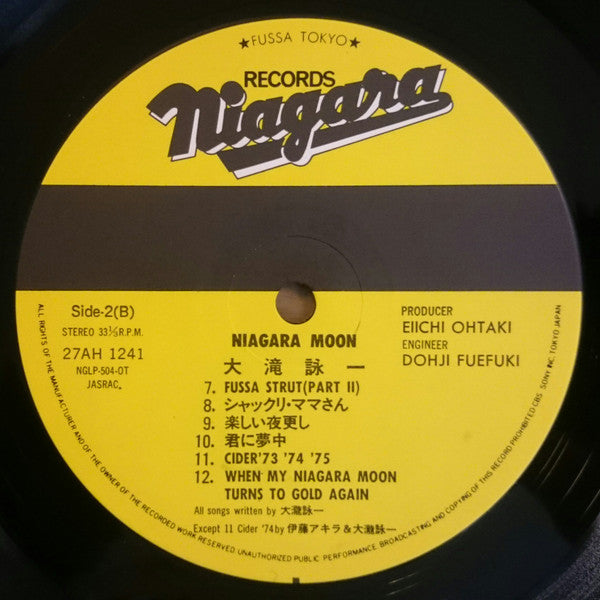 ★FUSSA TOKYO★
RECORDS
Niagara
Side-2(B)
STEREO 33⅓R.P.M.
27AH 1241
NGLP-504-OT
JASRAC.
PRODUCER
EIICHI OHTAKI
ENGINEER
DOHJI FUEFUKI
NIAGARA MOON
大滝詠一
7. FUSSA STRUT(PART II)
8. シャックリ・ママさん
9. 楽しい夜更し
10. 君に夢中
11. CIDER'73 '74 '75
12. WHEN MY NIAGARA MOON
TURNS TO GOLD AGAIN
All songs written by 大瀧詠一
Except 11 Cider '74 by 伊藤アキラ&大瀧詠一
ALL RIGHTS OF THE MANUFACTURER AND OF THE OWNER OF THE RECORDED WORK RESERVED. UNAUTHORIZED PUBLIC PERFORMANCE, BROADCASTING AND COPYING OF THIS RECORD PROHIBITED. CBS SONY INC. TOKYO JAPAN